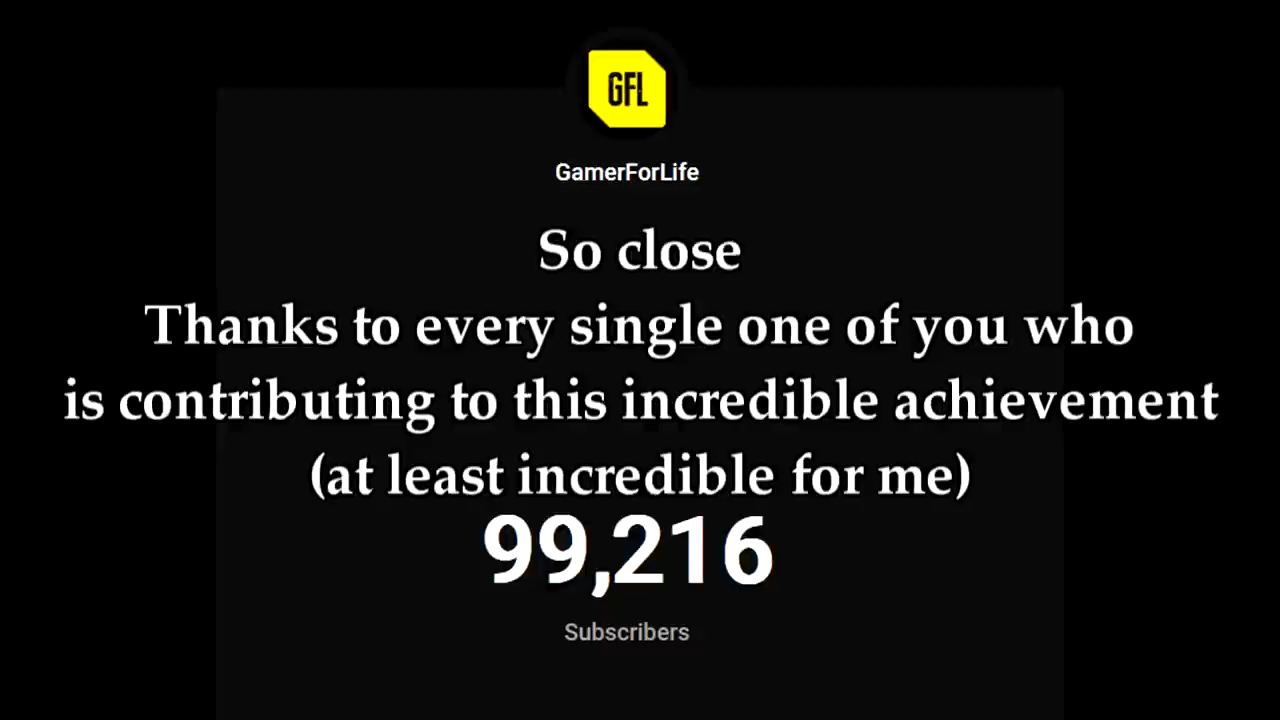 GFL
GamerForLife
So close
Thanks to every single one of you who
is contributing to this incredible achievement
(at least incredible for me)
99,216
Subscribers